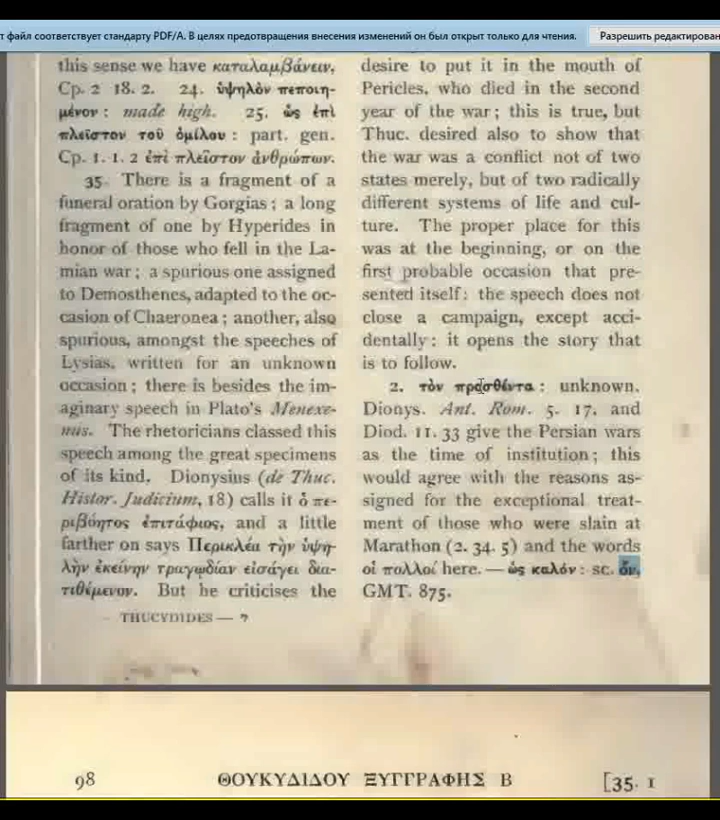 т файл соответствует стандарту PDF/A. В целях предотвращения внесения изменений он был открыт только для чтения.
Разрешить редактирован
this sense we have καταλαμβάνειν,
Cp. 2 18. 2. 24. ὑψηλὸν πεποιη-
μένον : made high. 25. ὡς ἐπὶ
πλεῖστον τοῦ ὁμίλου : part. gen.
Cp. 1. 1. 2 ἐπὶ πλεῖστον ἀνθρώπων.
35. There is a fragment of a
funeral oration by Gorgias ; a long
fragment of one by Hyperides in
honor of those who fell in the La-
mian war ; a spurious one assigned
to Demosthenes, adapted to the oc-
casion of Chaeronea ; another, also
spurious, amongst the speeches of
Lysias, written for an unknown
occasion ; there is besides the im-
aginary speech in Plato's Menexe-
nus. The rhetoricians classed this
speech among the great specimens
of its kind. Dionysius (de Thuc.
Histor. Judicium, 18) calls it ὁ πε-
ριβόητος ἐπιτάφιος, and a little
farther on says Περικλέα τὴν ὑψη-
λὴν ἐκείνην τραγῳδίαν εἰσάγει δια-
τιθέμενον. But he criticises the
THUCYDIDES — 7
desire to put it in the mouth of
Pericles, who died in the second
year of the war ; this is true, but
Thuc. desired also to show that
the war was a conflict not of two
states merely, but of two radically
different systems of life and cul-
ture. The proper place for this
was at the beginning, or on the
first probable occasion that pre-
sented itself : the speech does not
close a campaign, except acci-
dentally : it opens the story that
is to follow.
2. τὸν προσθέντα : unknown.
Dionys. Ant. Rom. 5. 17. and
Diod. 11. 33 give the Persian wars
as the time of institution ; this
would agree with the reasons as-
signed for the exceptional treat-
ment of those who were slain at
Marathon (2. 34. 5) and the words
οἱ πολλοί here. — ὡς καλόν : sc. ὄν,
GMT. 875.
98 ΘΟΥΚΥΔΙΔΟΥ ΞΥΓΓΡΑΦΗΣ Β [35. 1